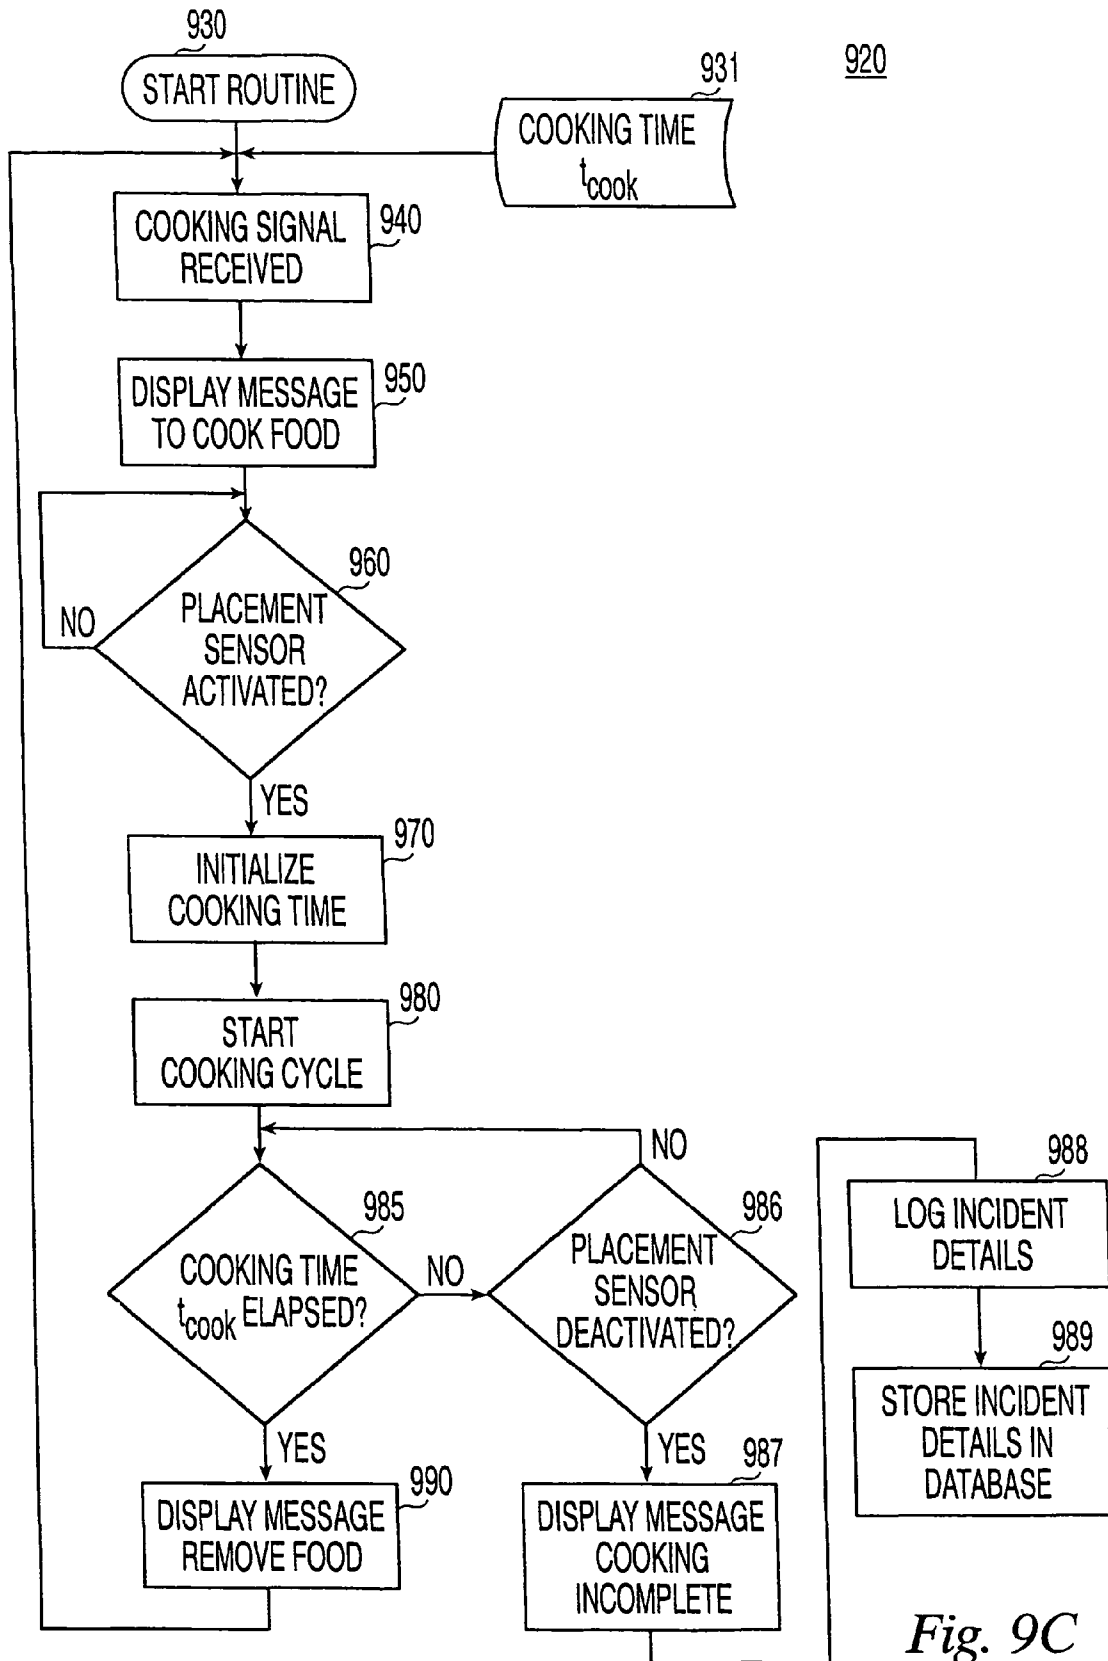 930
START ROUTINE
931
COOKING TIME
tcook
920
COOKING SIGNAL
RECEIVED
940
DISPLAY MESSAGE
TO COOK FOOD
950
960
PLACEMENT
SENSOR
ACTIVATED?
NO
YES
970
INITIALIZE
COOKING TIME
980
START
COOKING CYCLE
985
COOKING TIME
tcook ELAPSED?
NO
YES
986
PLACEMENT
SENSOR
DEACTIVATED?
NO
YES
990
DISPLAY MESSAGE
REMOVE FOOD
987
DISPLAY MESSAGE
COOKING
INCOMPLETE
988
LOG INCIDENT
DETAILS
989
STORE INCIDENT
DETAILS IN
DATABASE
Fig. 9C